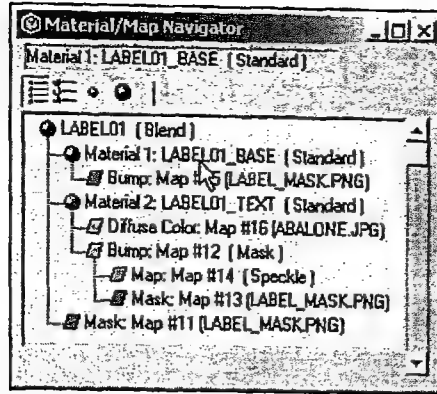 Material/Map Navigator
Material 1: LABEL01_BASE (Standard)
LABEL01 (Blend)
Material 1: LABEL01_BASE (Standard)
Bump: Map #15 (LABEL_MASK.PNG)
Material 2: LABEL01_TEXT (Standard)
Diffuse Color: Map #16 (ABALONE.JPG)
Bump: Map #12 (Mask)
Map: Map #14 (Speckle)
Mask: Map #13 (LABEL_MASK.PNG)
Mask: Map #11 (LABEL_MASK.PNG)